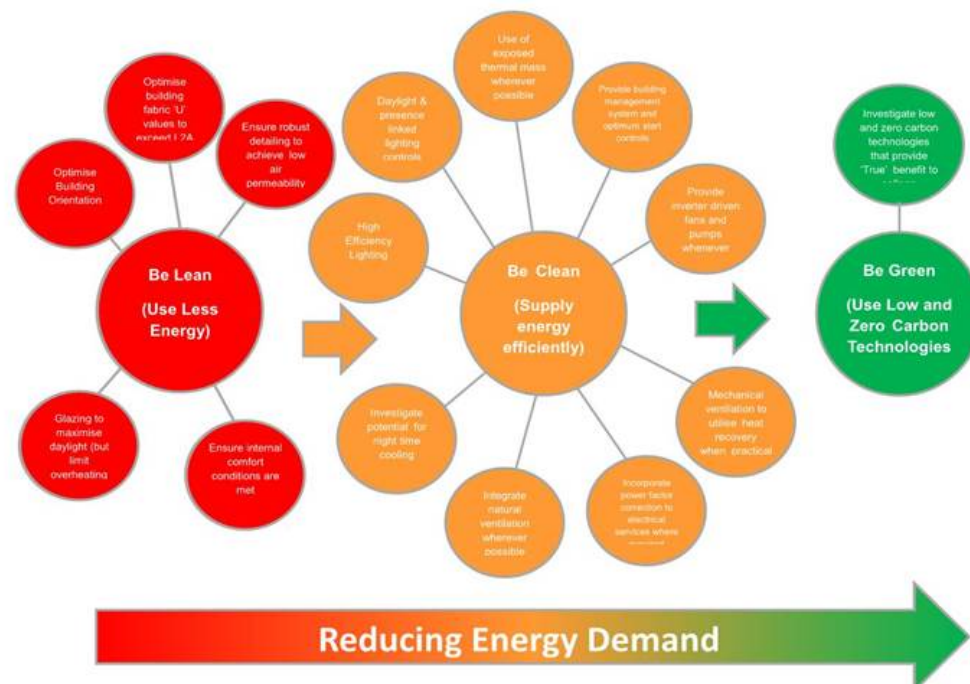 Optimise
building
fabric 'U'
values to
exceed L2A
Ensure robust
detailing to
achieve low
air permeability
Optimise
Building
Orientation
Be Lean
(Use Less
Energy)
Glazing to
maximise
daylight (but
limit
overheating
Ensure internal
comfort
conditions are
met
Use of
exposed
thermal mass
wherever
possible
Daylight &
presence
linked
lighting
controls
Provide building
management
system and
optimum start
controls
High
Efficiency
Lighting
Provide
inverter driven
fans and
pumps
whenever
Be Clean
(Supply
energy
efficiently)
Investigate
potential for
night time
cooling
Mechanical
ventilation to
utilise heat
recovery
when practical
Integrate
natural
ventilation
wherever
possible
Incorporate
power factor
correction to
electrical
services where
Investigate low
and zero carbon
technologies
that provide
'True' benefit to
Be Green
(Use Low and
Zero Carbon
Technologies
Reducing Energy Demand